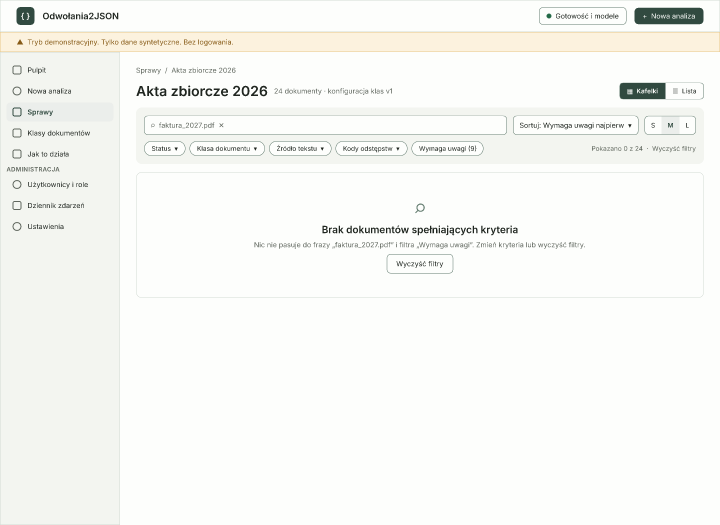 { } Odwołania2JSON
Gotowość i modele
+ Nowa analiza
Tryb demonstracyjny. Tylko dane syntetyczne. Bez logowania.
Pulpit
Nowa analiza
Sprawy
Klasy dokumentów
Jak to działa
ADMINISTRACJA
Użytkownicy i role
Dziennik zdarzeń
Ustawienia
Sprawy / Akta zbiorcze 2026
Akta zbiorcze 2026 24 dokumenty · konfiguracja klas v1
Kafelki Lista
faktura_2027.pdf ✕
Sortuj: Wymaga uwagi najpierw ▾
S M L
Status ▾ Klasa dokumentu ▾ Źródło tekstu ▾ Kody odstępstw ▾ Wymaga uwagi (9)
Pokazano 0 z 24 · Wyczyść filtry
Brak dokumentów spełniających kryteria
Nic nie pasuje do frazy „faktura_2027.pdf” i filtra „Wymaga uwagi”. Zmień kryteria lub wyczyść filtry.
Wyczyść filtry